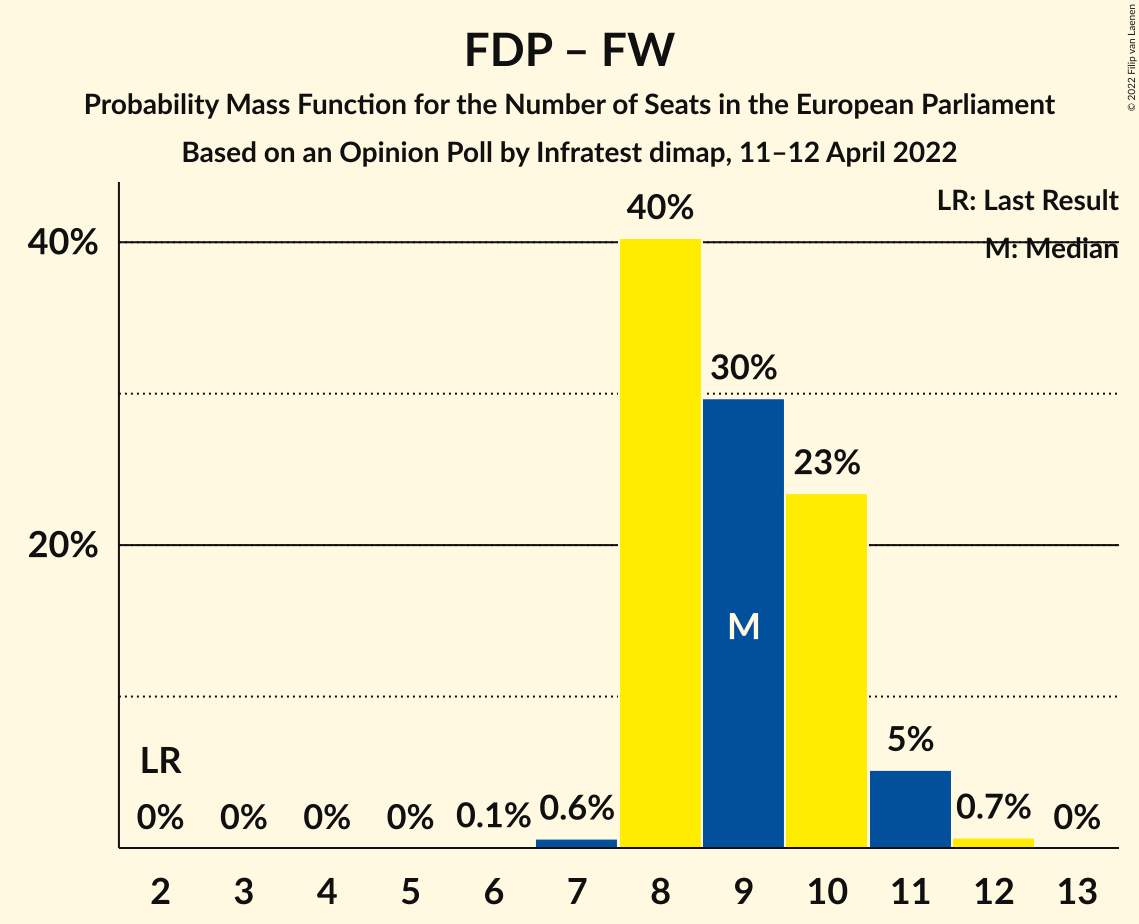 FDP – FW
Probability Mass Function for the Number of Seats in the European Parliament
Based on an Opinion Poll by Infratest dimap, 11–12 April 2022
© 2022 Filip van Laenen
LR: Last Result
M: Median
40%
20%
LR
0% 0% 0% 0% 0.1% 0.6% 40% 30% 23% 5% 0.7% 0%
M
2 3 4 5 6 7 8 9 10 11 12 13